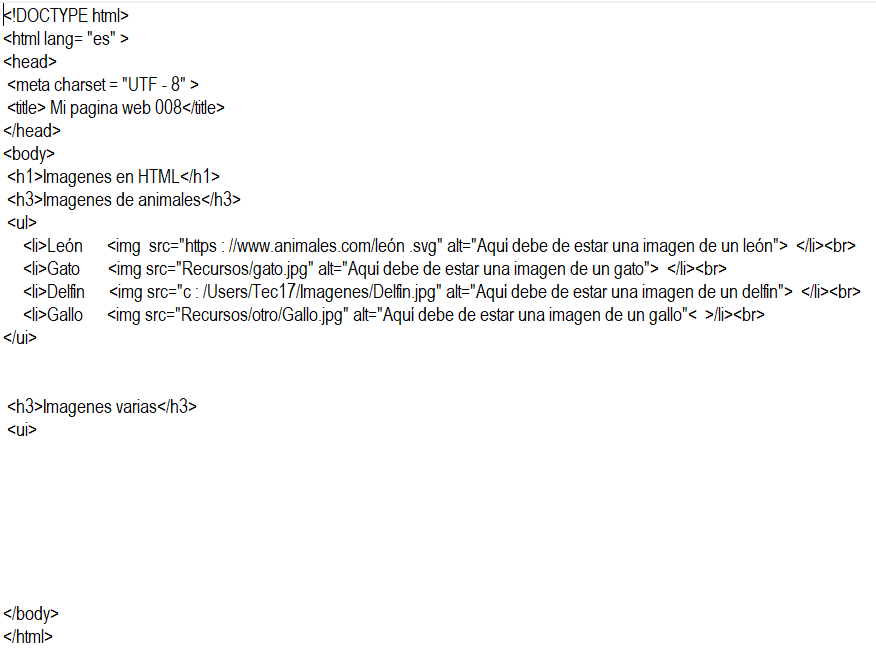 <!DOCTYPE html>
<html lang= "es" >
<head>
<meta charset = "UTF - 8" >
<title> Mi pagina web 008</title>
</head>
<body>
<h1>Imagenes en HTML</h1>
<h3>Imagenes de animales</h3>
<ul>
<li>León <img src="https : //www.animales.com/león .svg" alt="Aquí debe de estar una imagen de un león"> </li><br>
<li>Gato <img src="Recursos/gato.jpg" alt="Aquí debe de estar una imagen de un gato"> </li><br>
<li>Delfin <img src="c : /Users/Tec17/Imagenes/Delfin.jpg" alt="Aquí debe de estar una imagen de un delfin"> </li><br>
<li>Gallo <img src="Recursos/otro/Gallo.jpg" alt="Aquí debe de estar una imagen de un gallo"< >/li><br>
</ui>
<h3>Imagenes varias</h3>
<ui>
</body>
</html>